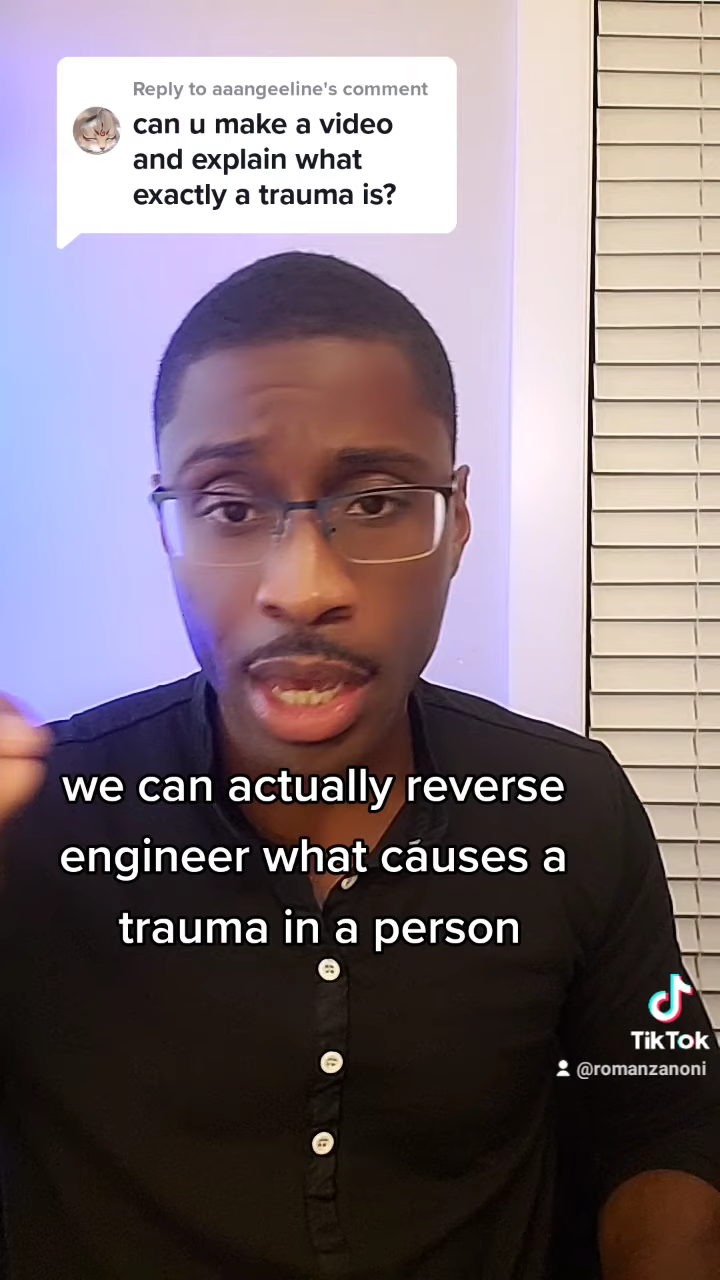 Reply to aaangeeline's comment
can u make a video
and explain what
exactly a trauma is?
we can actually reverse
engineer what causes a
trauma in a person
TikTok
@romanzanoni